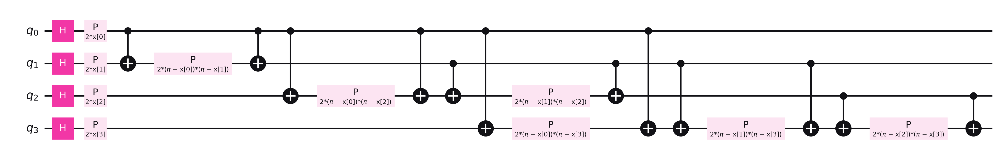 q0 H P
2*x[0]
q1 H P P
2*x[1] 2*(π − x[0])*(π − x[1])
q2 H P P P
2*x[2] 2*(π − x[0])*(π − x[2]) 2*(π − x[1])*(π − x[2])
q3 H P P P P
2*x[3] 2*(π − x[0])*(π − x[3]) 2*(π − x[1])*(π − x[3]) 2*(π − x[2])*(π − x[3])